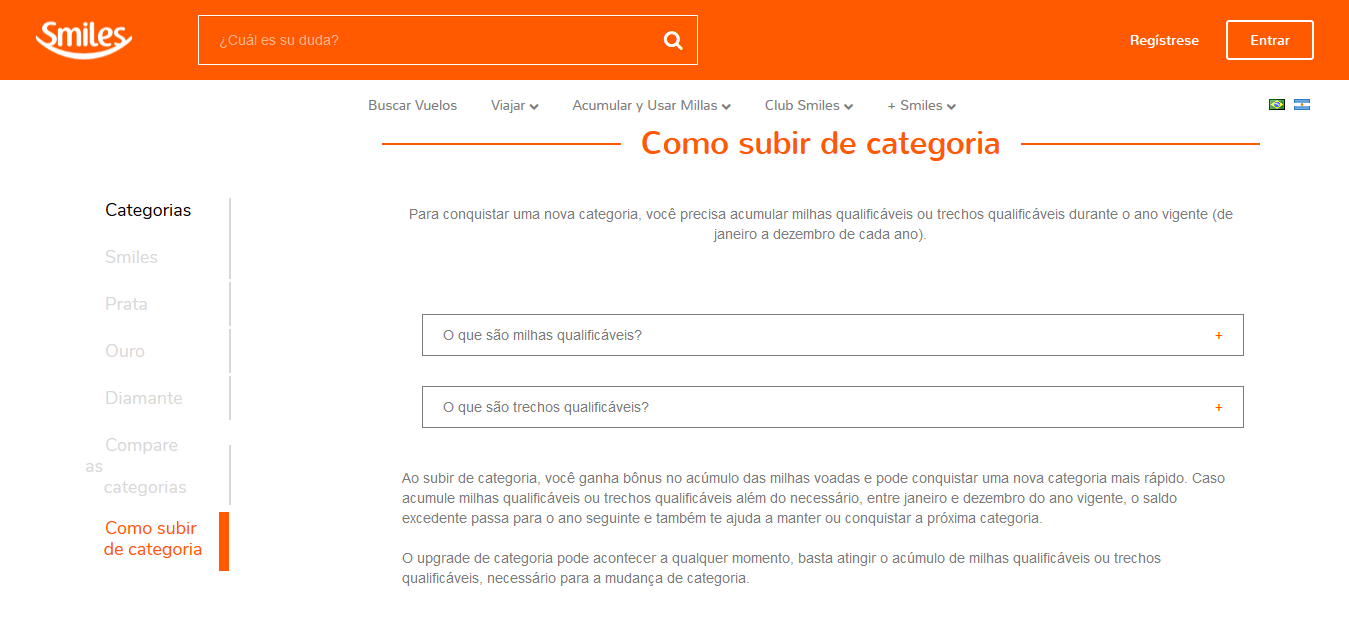 Smiles
¿Cuál es su duda?
Regístrese
Entrar
Buscar Vuelos
Viajar
Acumular y Usar Millas
Club Smiles
+ Smiles
Como subir de categoria
Categorias
Smiles
Prata
Ouro
Diamante
Compare
as
categorias
Como subir
de categoria
Para conquistar uma nova categoria, você precisa acumular milhas qualificáveis ou trechos qualificáveis durante o ano vigente (de
janeiro a dezembro de cada ano).
O que são milhas qualificáveis? +
O que são trechos qualificáveis? +
Ao subir de categoria, você ganha bônus no acúmulo das milhas voadas e pode conquistar uma nova categoria mais rápido. Caso
acumule milhas qualificáveis ou trechos qualificáveis além do necessário, entre janeiro e dezembro do ano vigente, o saldo
excedente passa para o ano seguinte e também te ajuda a manter ou conquistar a próxima categoria.
O upgrade de categoria pode acontecer a qualquer momento, basta atingir o acúmulo de milhas qualificáveis ou trechos
qualificáveis, necessário para a mudança de categoria.